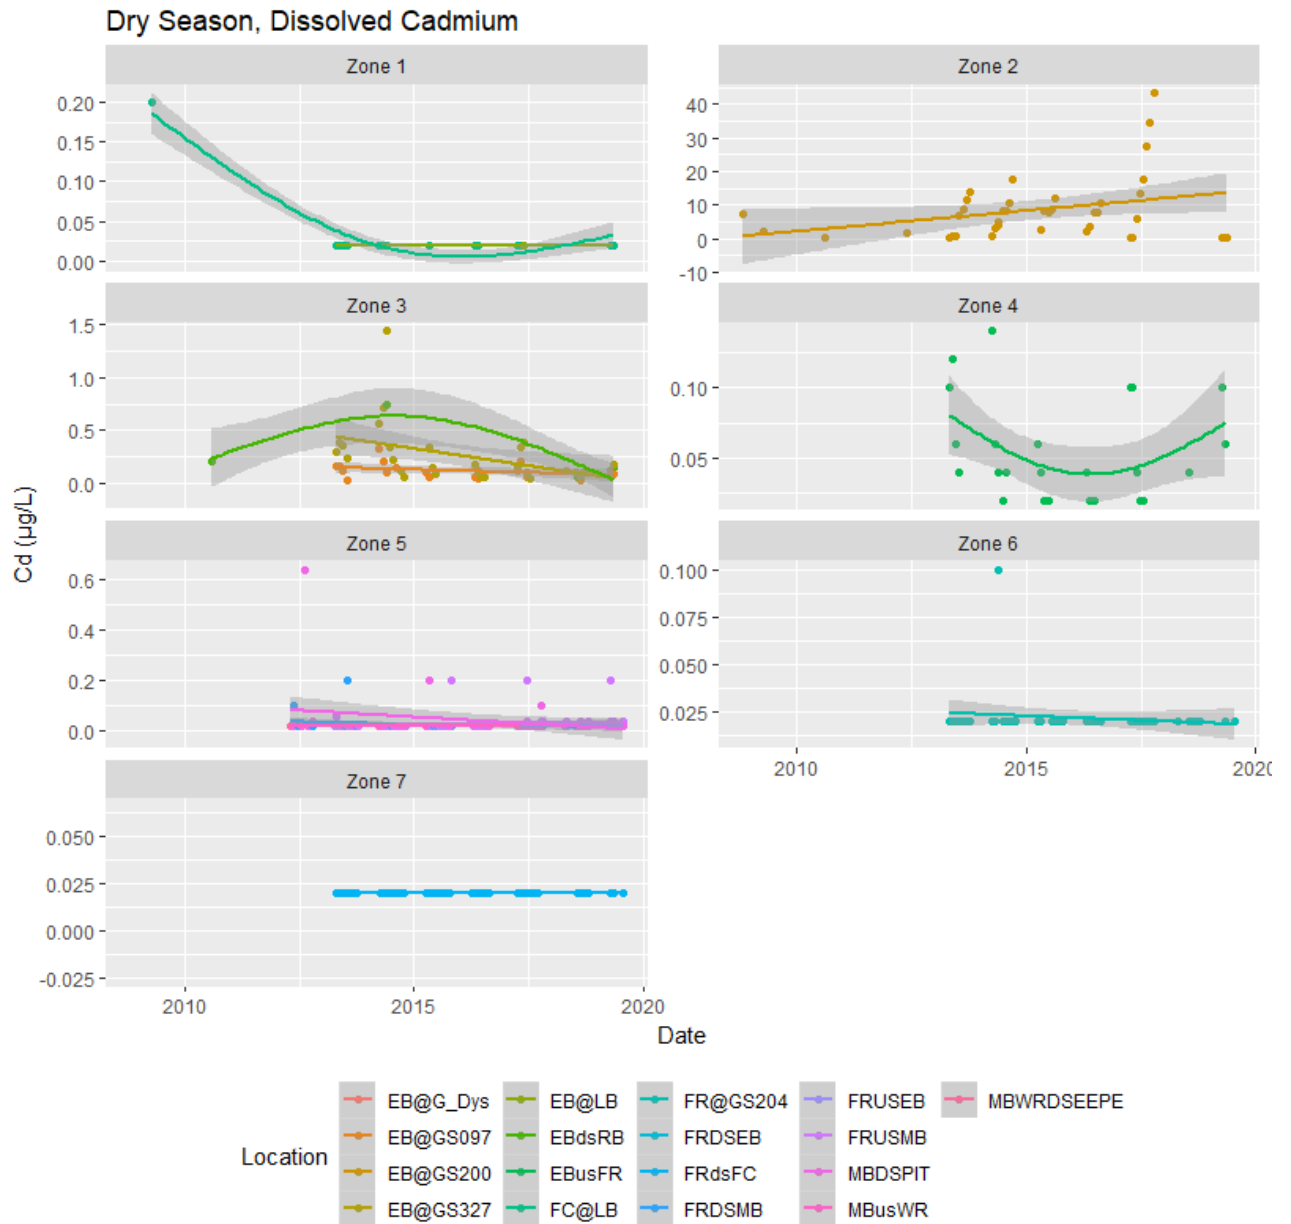 Dry Season, Dissolved Cadmium
Zone 1
0.20
0.15
0.10
0.05
0.00
Zone 2
40
30
20
10
0
-10
Zone 3
1.5
1.0
0.5
0.0
Zone 4
0.10
0.05
Zone 5
0.6
0.4
0.2
0.0
Zone 6
0.100
0.075
0.050
0.025
2010 2015 202
Zone 7
0.050
0.025
0.000
-0.025
2010 2015 2020
Cd (µg/L)
Date
Location
EB@G_Dys EB@LB FR@GS204 FRUSEB MBWRDSEEPE
EB@GS097 EBdsRB FRDSEB FRUSMB
EB@GS200 EBusFR FRdsFC MBDSPIT
EB@GS327 FC@LB FRDSMB MBusWR